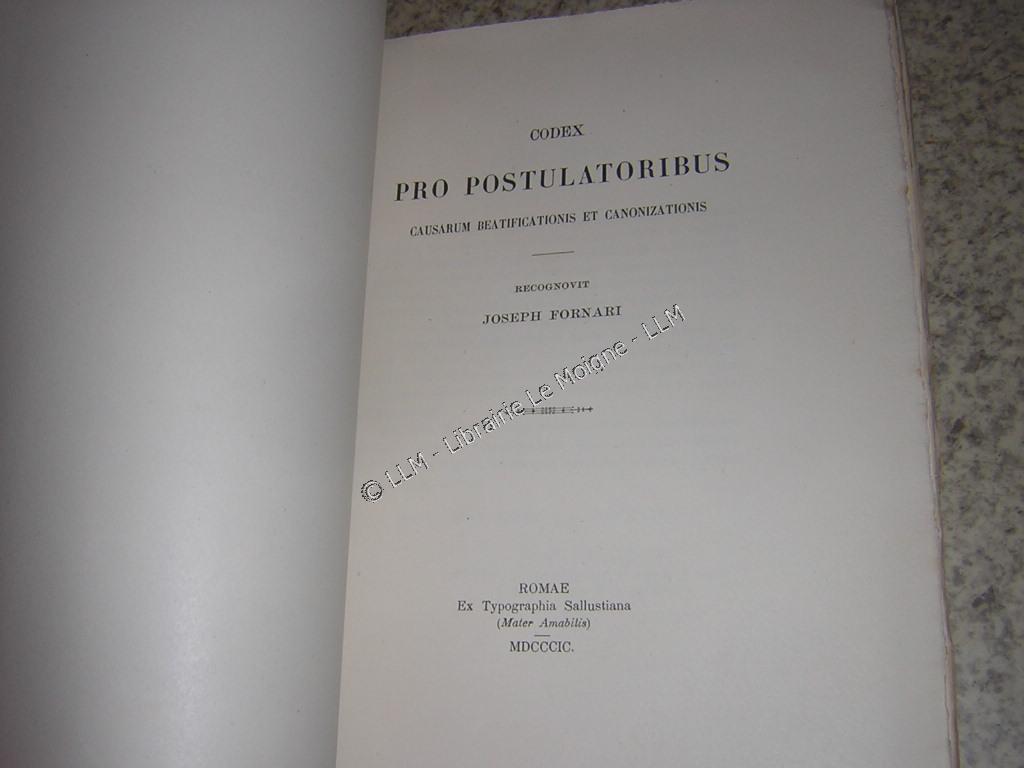 CODEX
PRO POSTULATORIBUS
CAUSARUM BEATIFICATIONIS ET CANONIZATIONIS
RECOGNOVIT
JOSEPH FORNARI
© LLM - Librairie Le Moigne - LLM
ROMAE
Ex Typographia Sallustiana
(Mater Amabilis)
MDCCCIC.